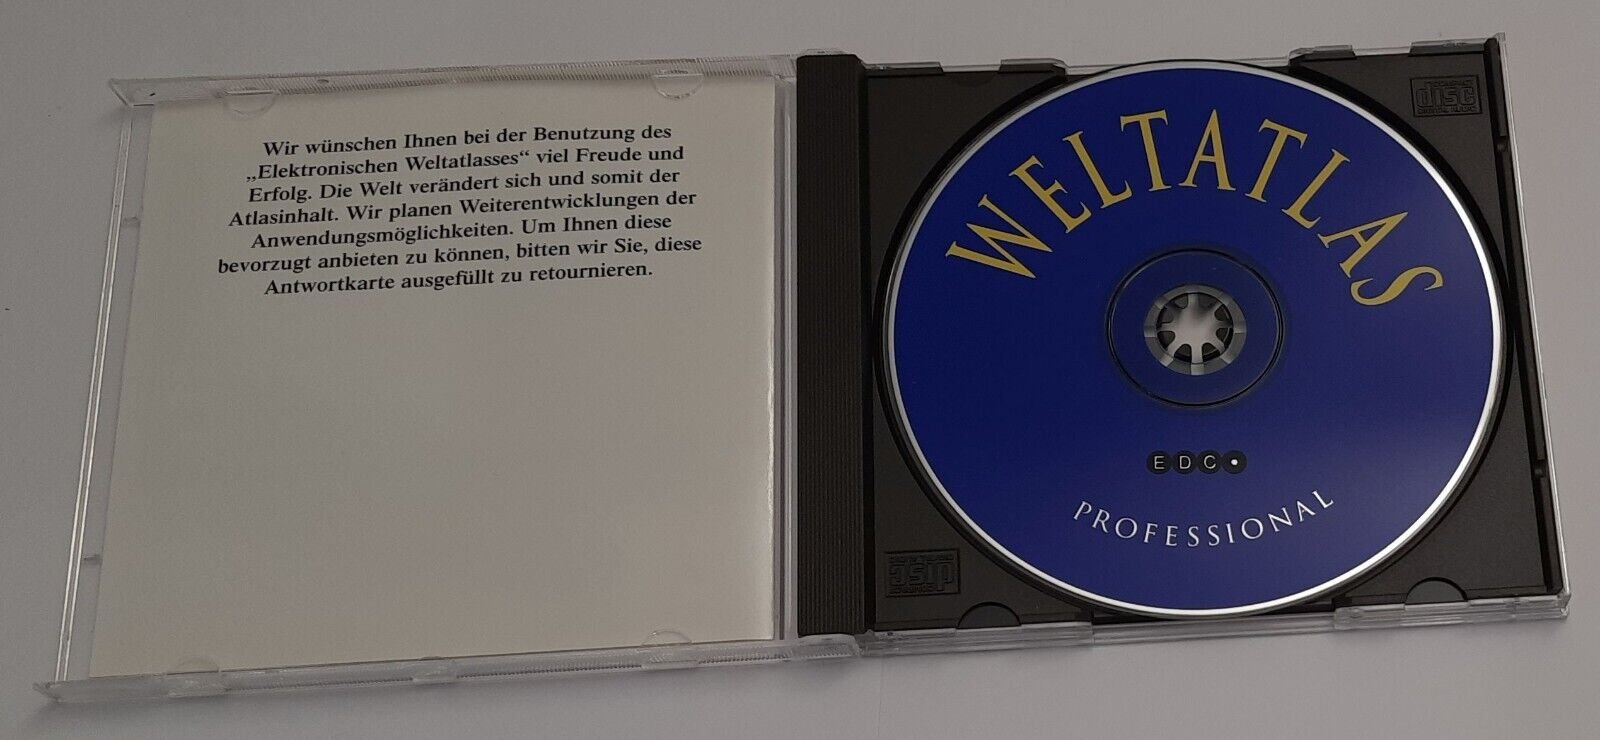 Wir wünschen Ihnen bei der Benutzung des
„Elektronischen Weltatlasses“ viel Freude und
Erfolg. Die Welt verändert sich und somit der
Atlasinhalt. Wir planen Weiterentwicklungen der
Anwendungsmöglichkeiten. Um Ihnen diese
bevorzugt anbieten zu können, bitten wir Sie, diese
Antwortkarte ausgefüllt zu retournieren.
WELTATLAS
EDC
PROFESSIONAL
disc
disc